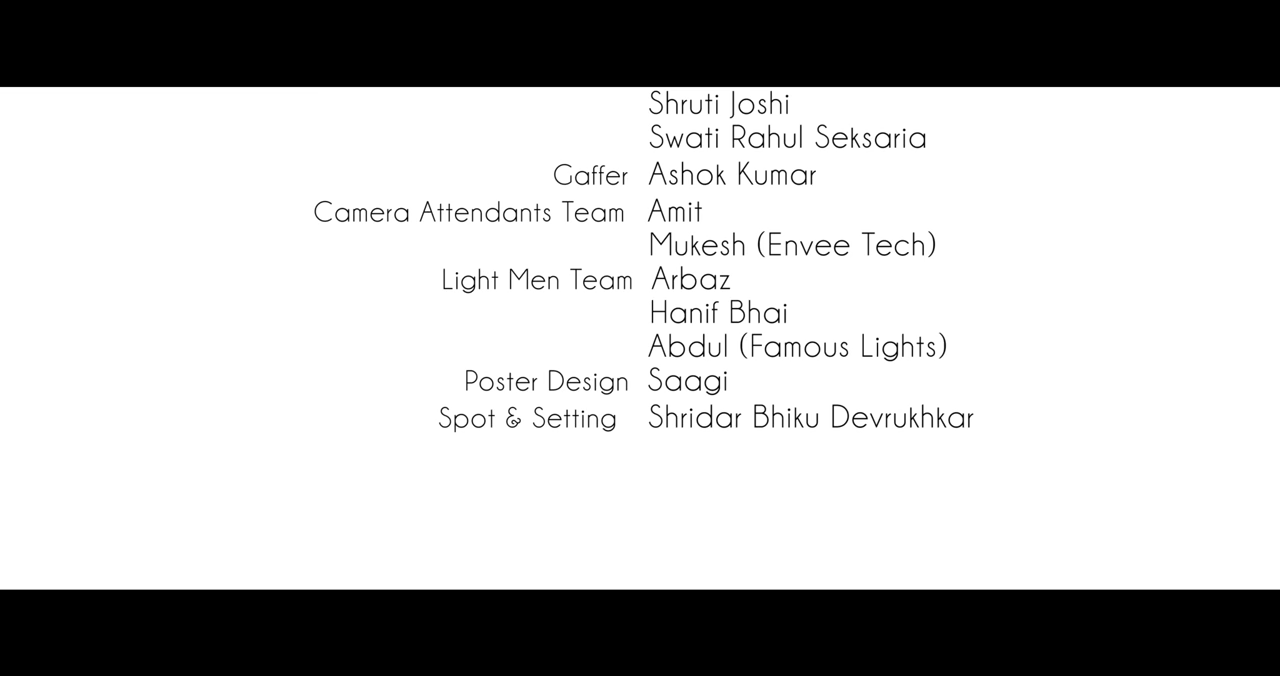 Shruti Joshi
Swati Rahul Seksaria
Gaffer Ashok Kumar
Camera Attendants Team Amit
Mukesh (Envee Tech)
Light Men Team Arbaz
Hanif Bhai
Abdul (Famous Lights)
Poster Design Saagi
Spot & Setting Shridar Bhiku Devrukhkar